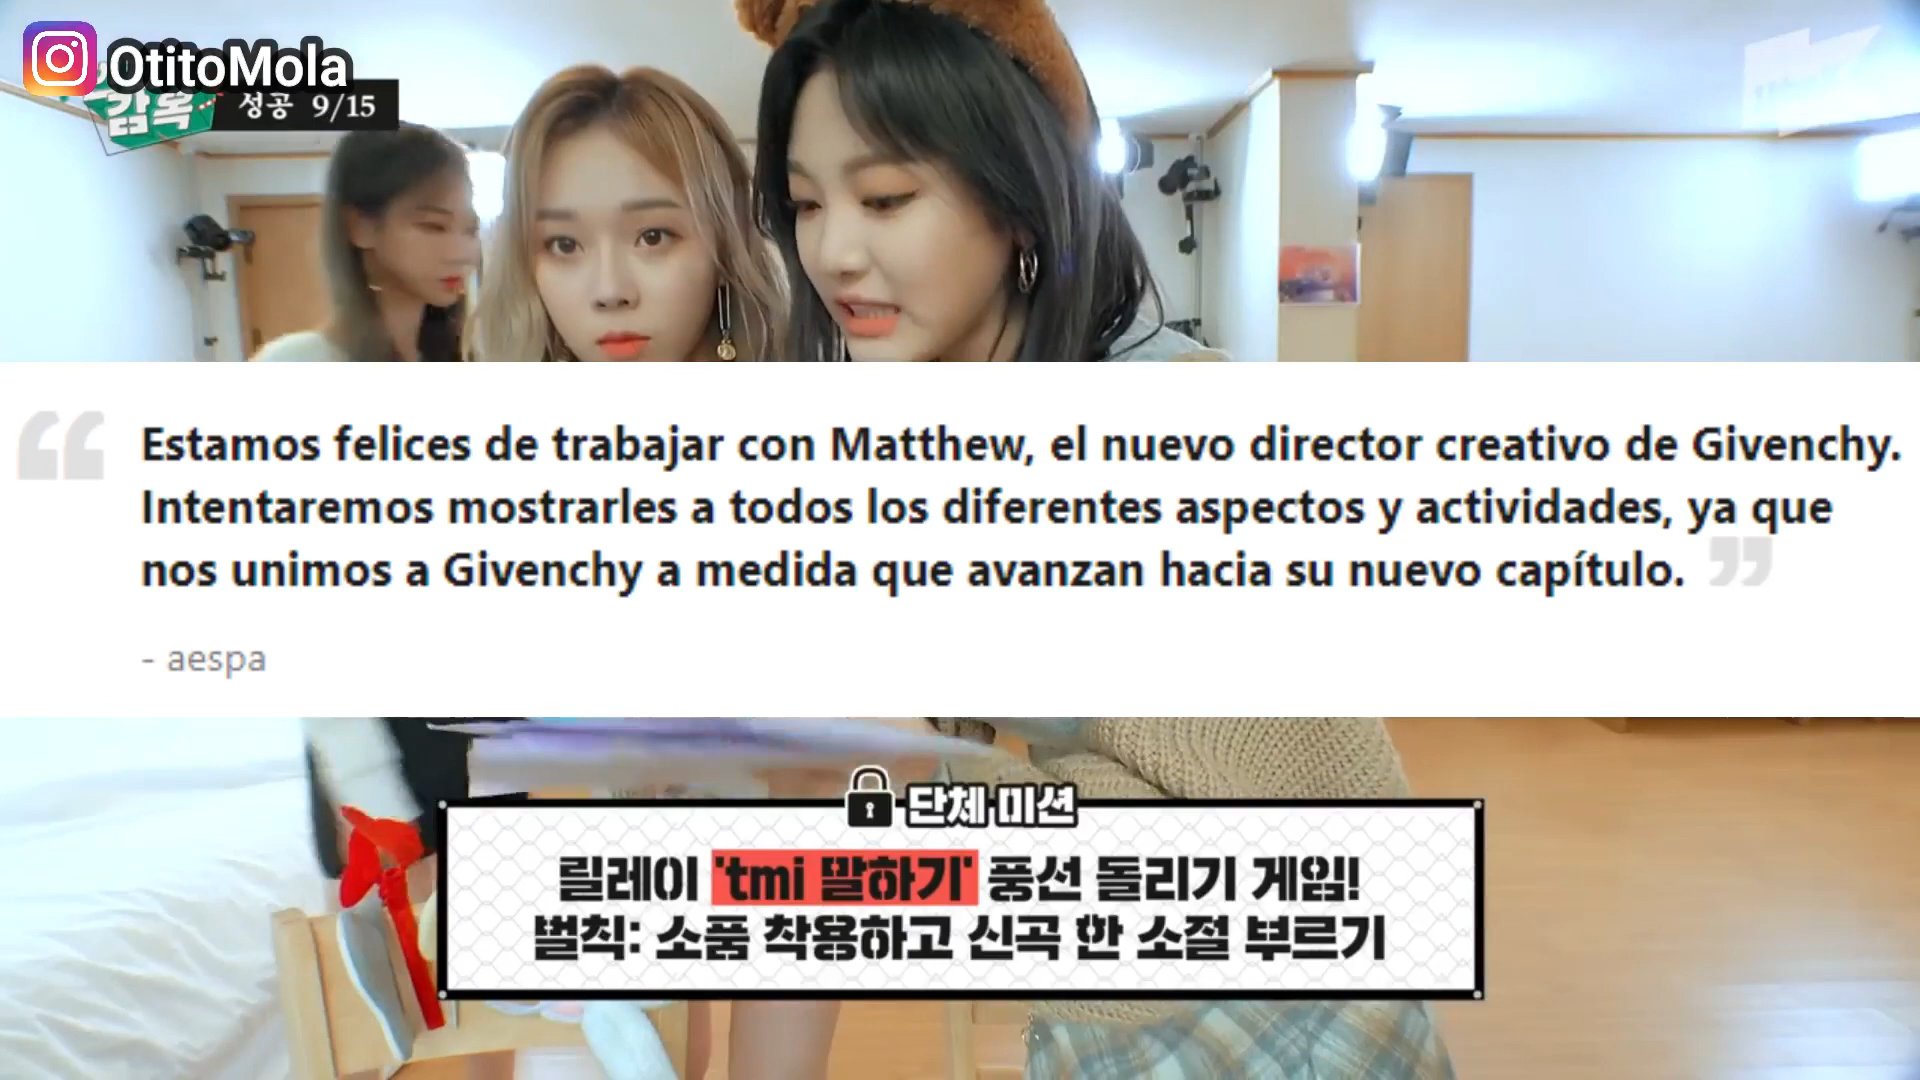 OtitoMola
감옥
성공 9/15
“
Estamos felices de trabajar con Matthew, el nuevo director creativo de Givenchy.
Intentaremos mostrarles a todos los diferentes aspectos y actividades, ya que
nos unimos a Givenchy a medida que avanzan hacia su nuevo capítulo. ”
- aespa
단체 미션
릴레이 'tmi 말하기' 풍선 돌리기 게임!
벌칙: 소품 착용하고 신곡 한 소절 부르기